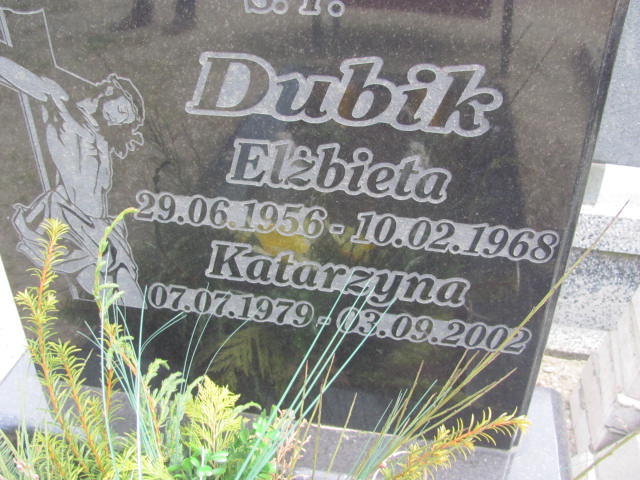 Ś. P.
Dubik
Elżbieta
29.06.1956 - 10.02.1968
Katarzyna
07.07.1979 - 03.09.2002